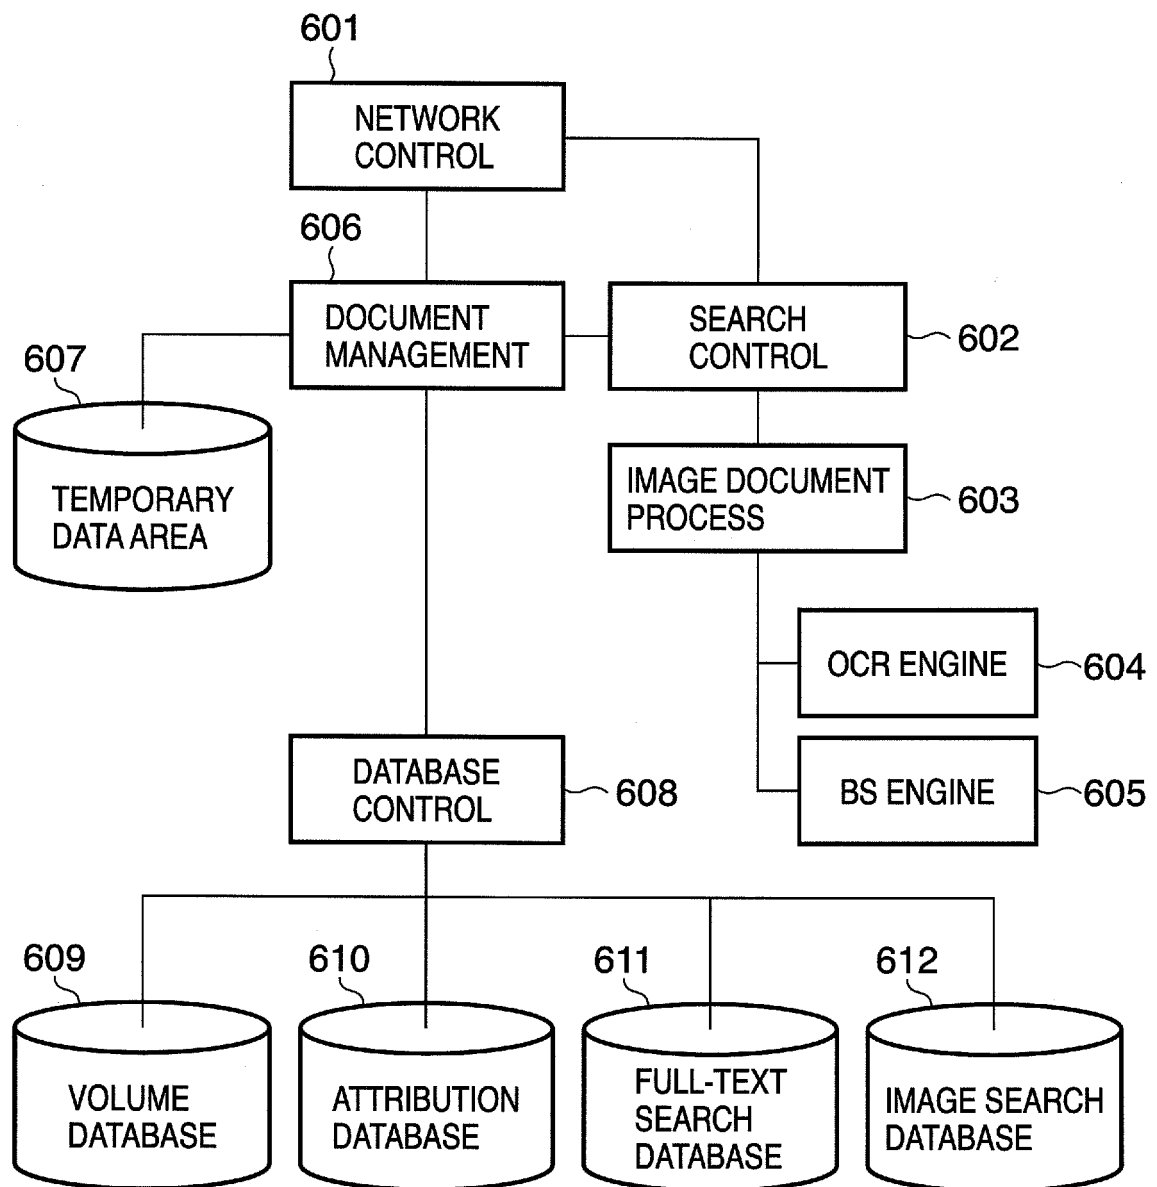 601
NETWORK
CONTROL
606
DOCUMENT
MANAGEMENT
SEARCH
CONTROL
602
607
TEMPORARY
DATA AREA
IMAGE DOCUMENT
PROCESS
603
OCR ENGINE
604
BS ENGINE
605
DATABASE
CONTROL
608
609
VOLUME
DATABASE
610
ATTRIBUTION
DATABASE
611
FULL-TEXT
SEARCH
DATABASE
612
IMAGE SEARCH
DATABASE